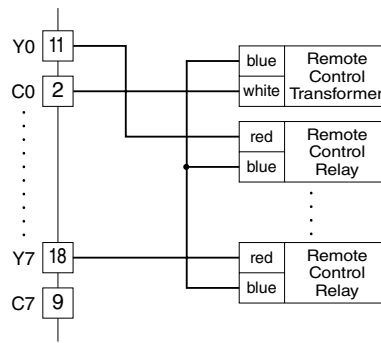 Y0 11
C0 2
Y7 18
C7 9
blue
white
Remote
Control
Transformer
red
blue
Remote
Control
Relay
red
blue
Remote
Control
Relay